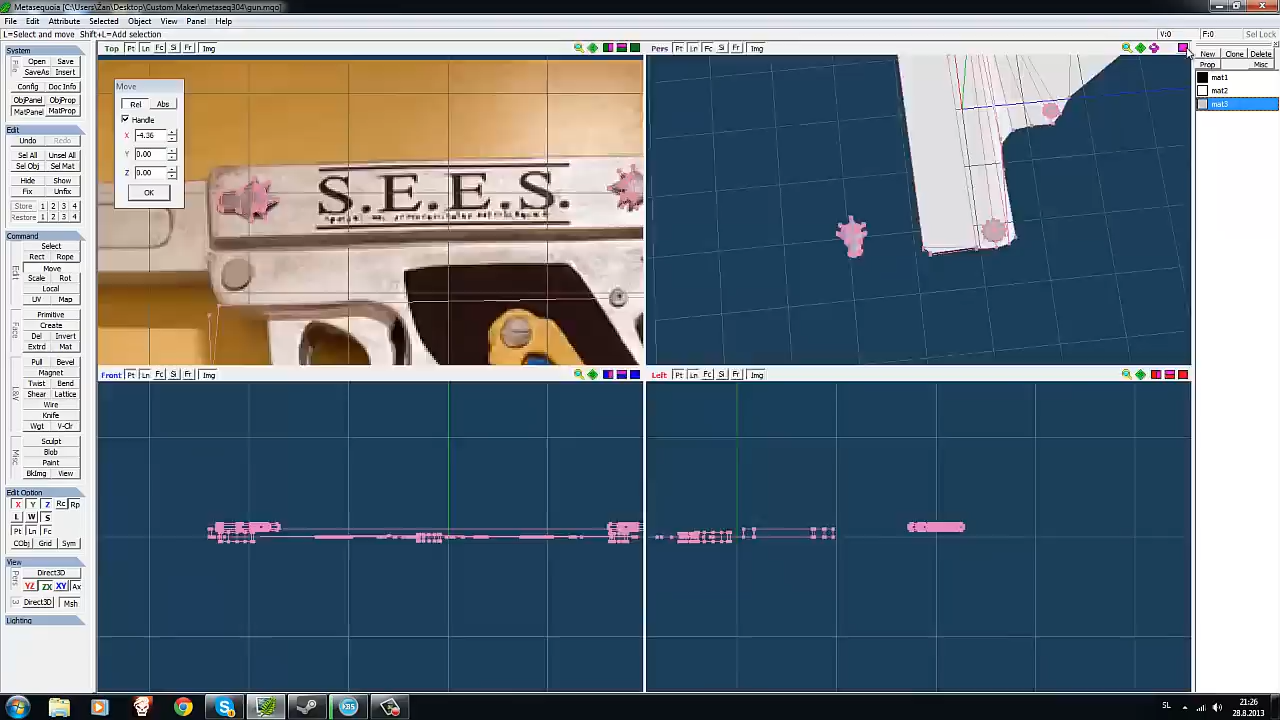 Metasequoia [C:\Users\Žan\Desktop\Custom Maker\metaseq304\gun.mqo]
File Edit Attribute Selected Object View Panel Help
L=Select and move Shift+L=Add selection
V:0 F:0 Sel Lock
System
File
Open Save
SaveAs Insert
Config Doc Info
ObjPanel ObjProp
MatPanel MatProp
Edit
Undo Redo
Sel All Unsel All
Sel Obj Sel Mat
Hide Show
Fix Unfix
Store 1 2 3 4
Restore 1 2 3 4
Command
Select
Rect Rope
Edit
Move
Scale Rot
Local
UV Map
Primitive
Face
Create
Del Invert
Extrd Mat
Pull Bevel
Magnet
Twist Bend
Shear Lattice
Wire
Knife
Wgt V-Clr
Sculpt
Misc
Blob
Paint
BkImg View
Edit Option
X Y Z Rc Rp
L W S
Pt Ln Fc
CObj Grid Sym
View
Pers
Direct3D
YZ ZX XY Ax
3 Direct3D Msh
Lighting
Top Pt Ln Fc Sl Fr Img
Move
Rel Abs
Handle
X -4.36
Y 0.00
Z 0.00
OK
S.E.E.S.
Pers Pt Ln Fc Sl Fr Img
Front Pt Ln Fc Sl Fr Img
Left Pt Ln Fc Sl Fr Img
New Clone Delete
Prop Misc
mat1
mat2
mat3
SL
21:26
28.8.2013